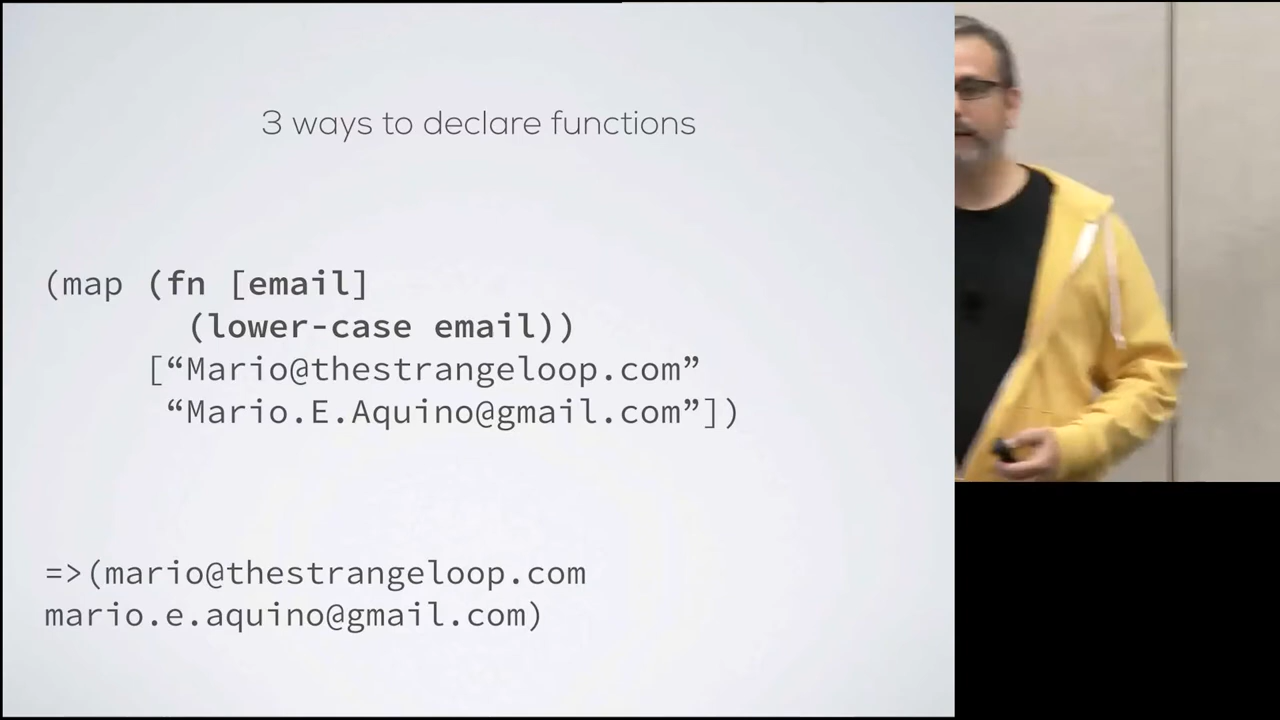 3 ways to declare functions
(map (fn [email]
(lower-case email))
[“Mario@thestrangeloop.com”
“Mario.E.Aquino@gmail.com”])
=>(mario@thestrangeloop.com
mario.e.aquino@gmail.com)